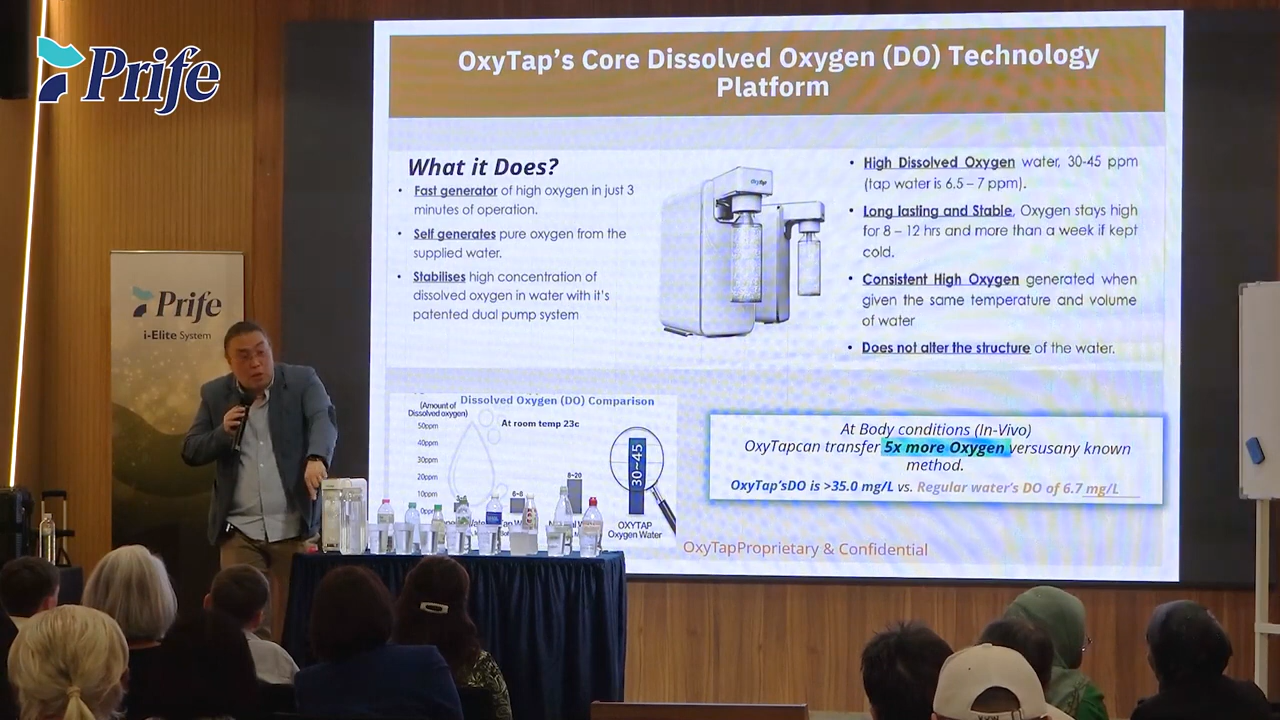 Prife
OxyTap's Core Dissolved Oxygen (DO) Technology
Platform
What it Does?
• Fast generator of high oxygen in just 3
minutes of operation.
• Self generates pure oxygen from the
supplied water.
• Stabilises high concentration of
dissolved oxygen in water with it's
patented dual pump system
oxytap
• High Dissolved Oxygen water, 30-45 ppm
(tap water is 6.5 – 7 ppm).
• Long lasting and Stable, Oxygen stays high
for 8 – 12 hrs and more than a week if kept
cold.
• Consistent High Oxygen generated when
given the same temperature and volume
of water
• Does not alter the structure of the water.
Prife
i-Elite System
Dissolved Oxygen (DO) Comparison
(Amount of
Dissolved oxygen)
At room temp 23c
50ppm
40ppm
30ppm
20ppm
10ppm
6-8
8-20
30~45
OXYTAP
Oxygen Water
At Body conditions (In-Vivo)
OxyTapcan transfer 5x more Oxygen versusany known
method.
OxyTap'sDO is >35.0 mg/L vs. Regular water's DO of 6.7 mg/L
OxyTapProprietary & Confidential